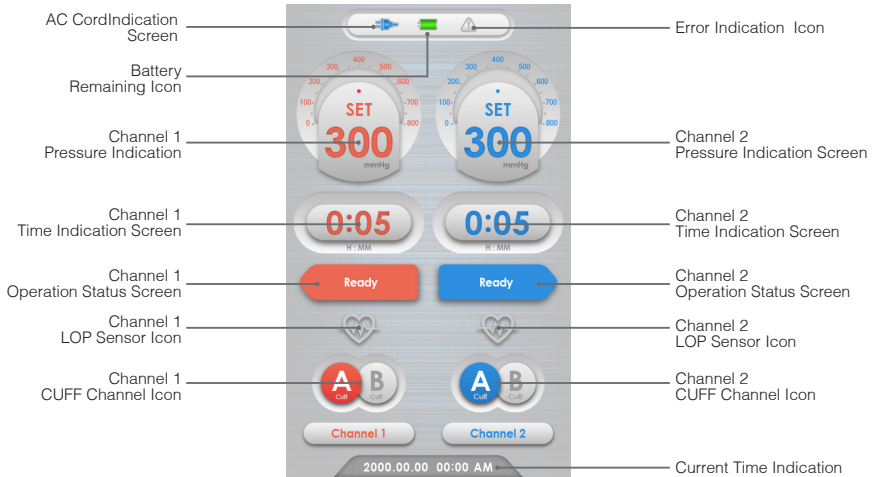 AC CordIndication
Screen
Error Indication Icon
Battery
Remaining Icon
0 100 200 300 400 500 600 700 800
SET
300
mmHg
0 100 200 300 400 500 600 700 800
SET
300
mmHg
Channel 1
Pressure Indication
Channel 2
Pressure Indication Screen
Channel 1
Time Indication Screen
0:05
H : MM
0:05
H : MM
Channel 2
Time Indication Screen
Channel 1
Operation Status Screen
Ready
Ready
Channel 2
Operation Status Screen
Channel 1
LOP Sensor Icon
Channel 2
LOP Sensor Icon
Channel 1
CUFF Channel Icon
A
Cuff
B
Cuff
A
Cuff
B
Cuff
Channel 2
CUFF Channel Icon
Channel 1
Channel 2
2000.00.00 00:00 AM
Current Time Indication